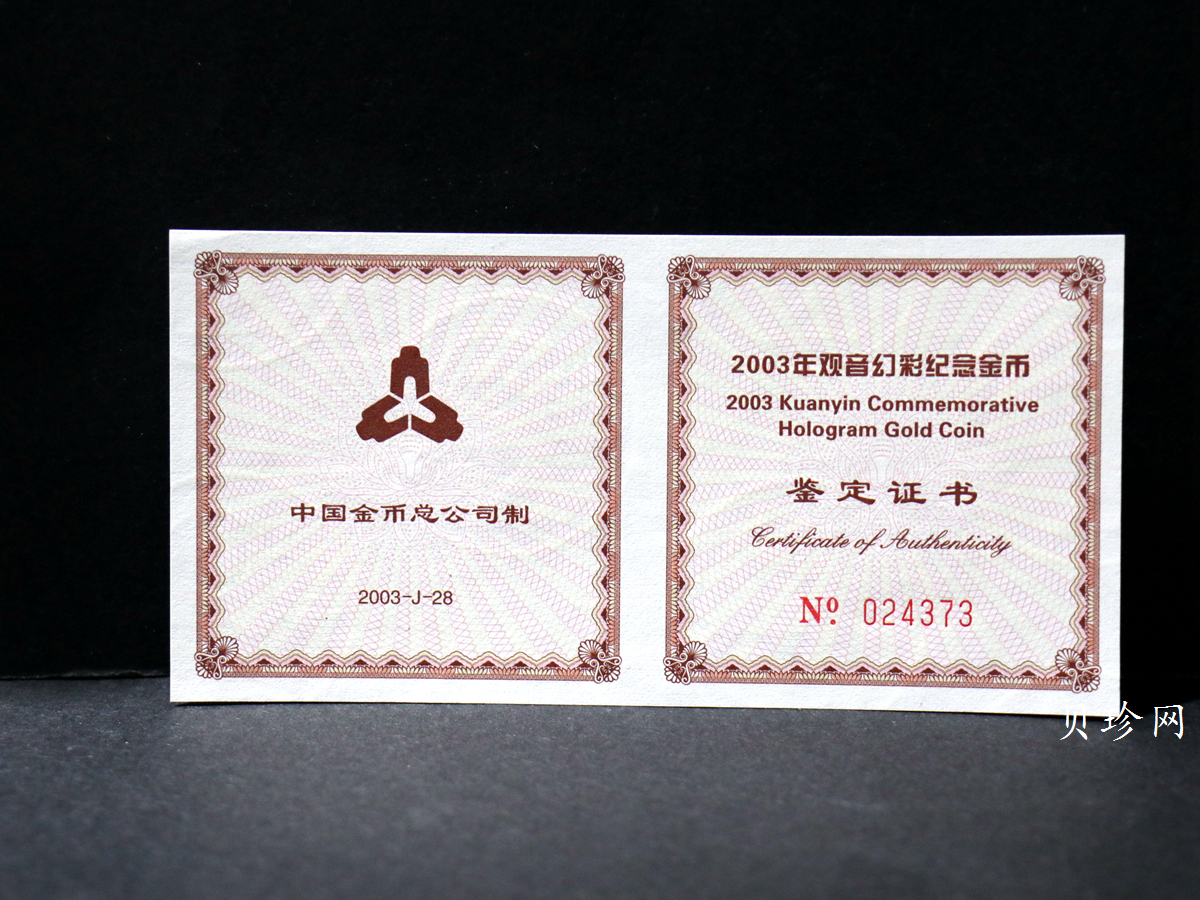 中国金币总公司制
2003-J-28
2003年观音幻彩纪念金币
2003 Kuanyin Commemorative
Hologram Gold Coin
鉴定证书
Certificate of Authenticity
Nº 024373
贝珍网